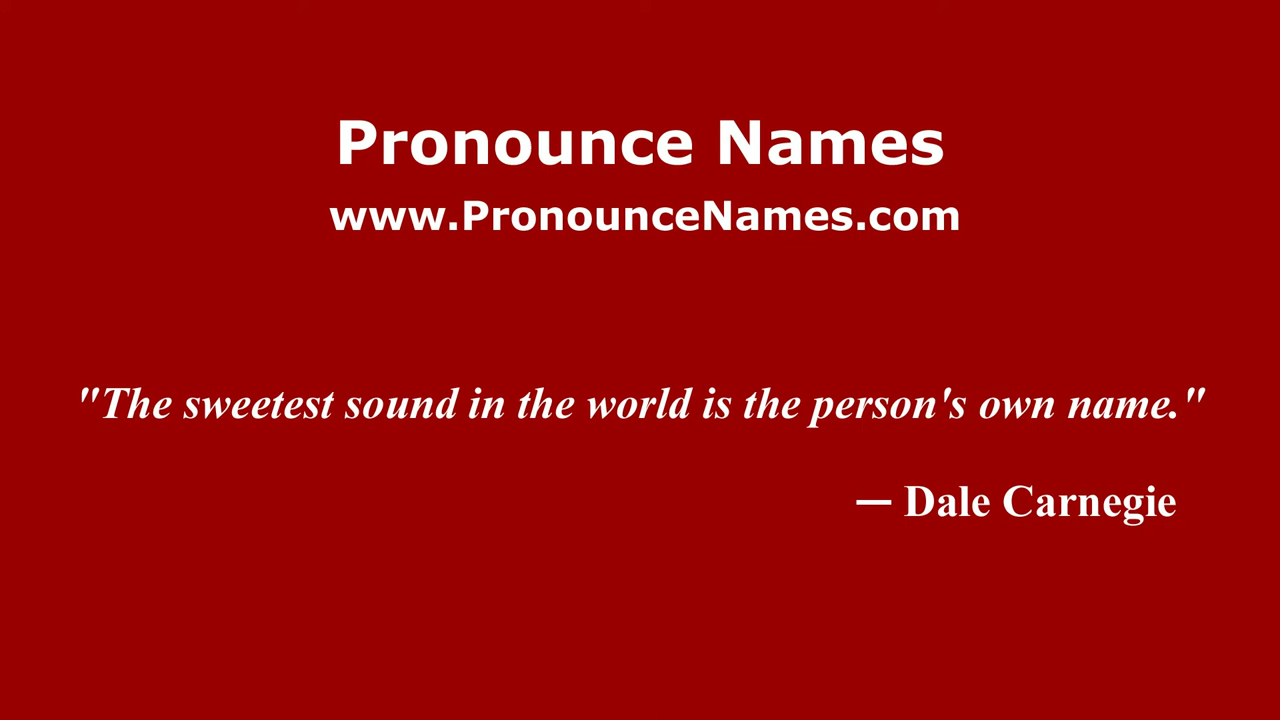 Pronounce Names
www.PronounceNames.com
"The sweetest sound in the world is the person's own name."
— Dale Carnegie